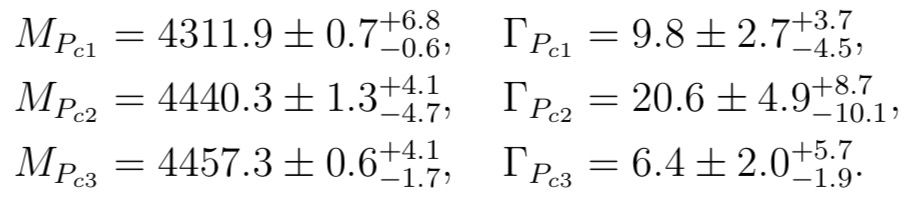 M_{P_{c1}} = 4311.9 ± 0.7^{+6.8}_{-0.6}, Γ_{P_{c1}} = 9.8 ± 2.7^{+3.7}_{-4.5},
M_{P_{c2}} = 4440.3 ± 1.3^{+4.1}_{-4.7}, Γ_{P_{c2}} = 20.6 ± 4.9^{+8.7}_{-10.1},
M_{P_{c3}} = 4457.3 ± 0.6^{+4.1}_{-1.7}, Γ_{P_{c3}} = 6.4 ± 2.0^{+5.7}_{-1.9}.